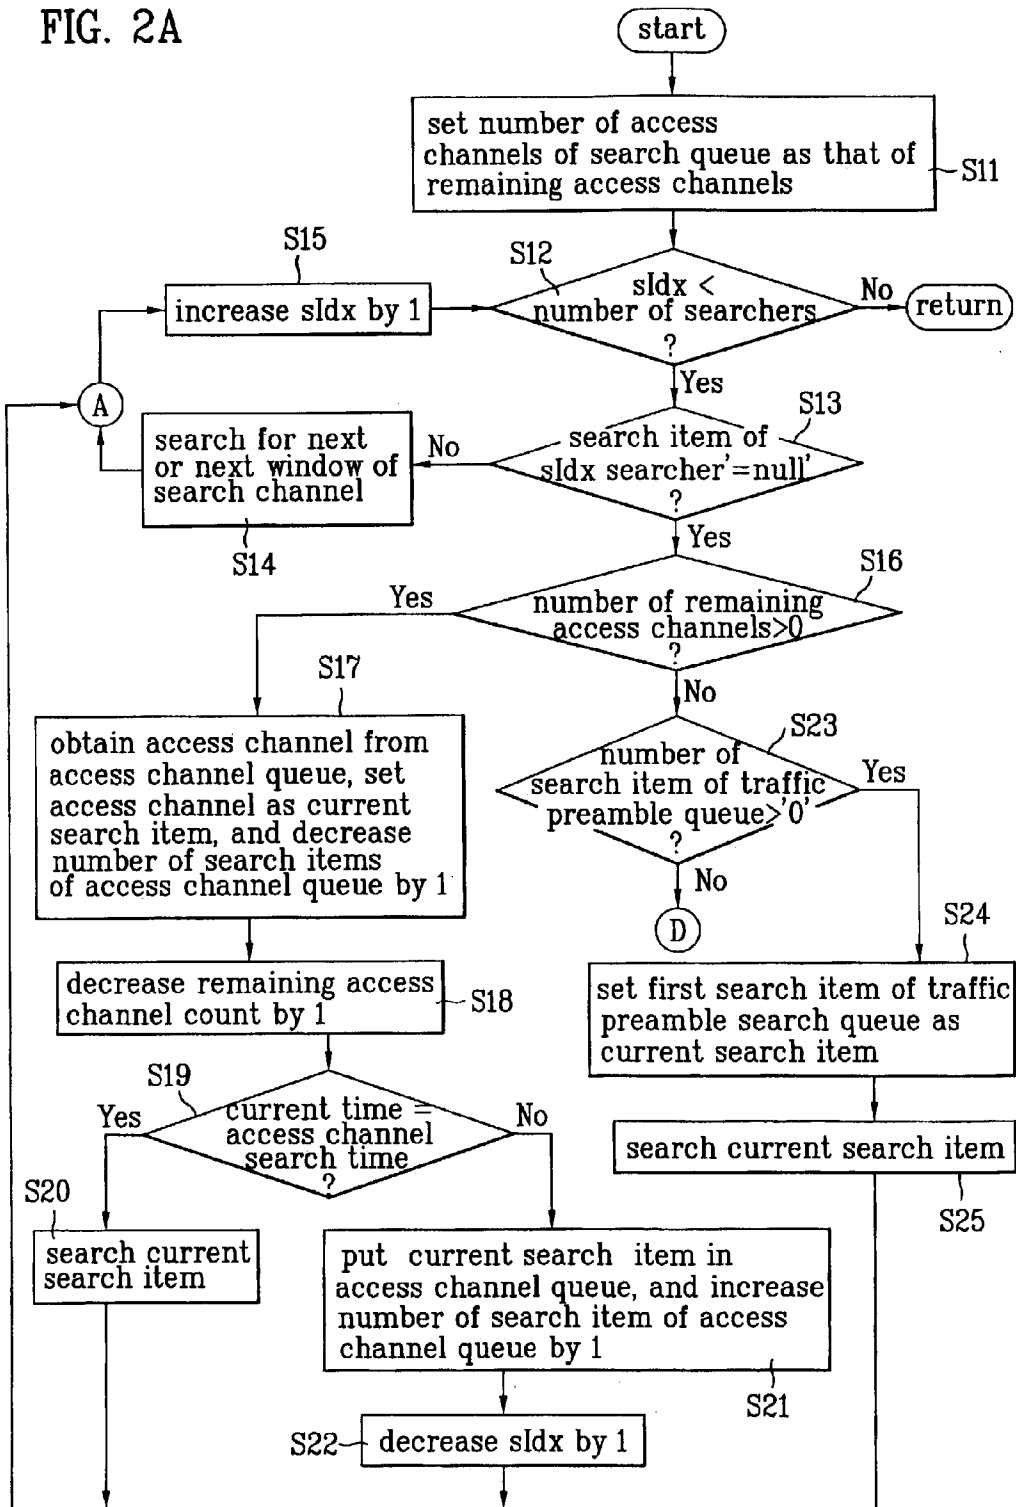 FIG. 2A
start
set number of access
channels of search queue as that of
remaining access channels
S11
S15
increase sIdx by 1
S12
sIdx <
number of searchers
?
No
return
Yes
A
S13
search item of
sIdx searcher'=null'
?
No
search for next
or next window of
search channel
S14
Yes
S16
number of remaining
access channels>0
?
Yes
No
S17
obtain access channel from
access channel queue, set
access channel as current
search item, and decrease
number of search items
of access channel queue by 1
S23
number of
search item of traffic
preamble queue>'0'
?
Yes
No
D
decrease remaining access
channel count by 1
S18
S24
set first search item of traffic
preamble search queue as
current search item
S19
current time =
access channel
search time
?
Yes
No
search current search item
S25
S20
search current
search item
put current search item in
access channel queue, and increase
number of search item of access
channel queue by 1
S21
S22
decrease sIdx by 1